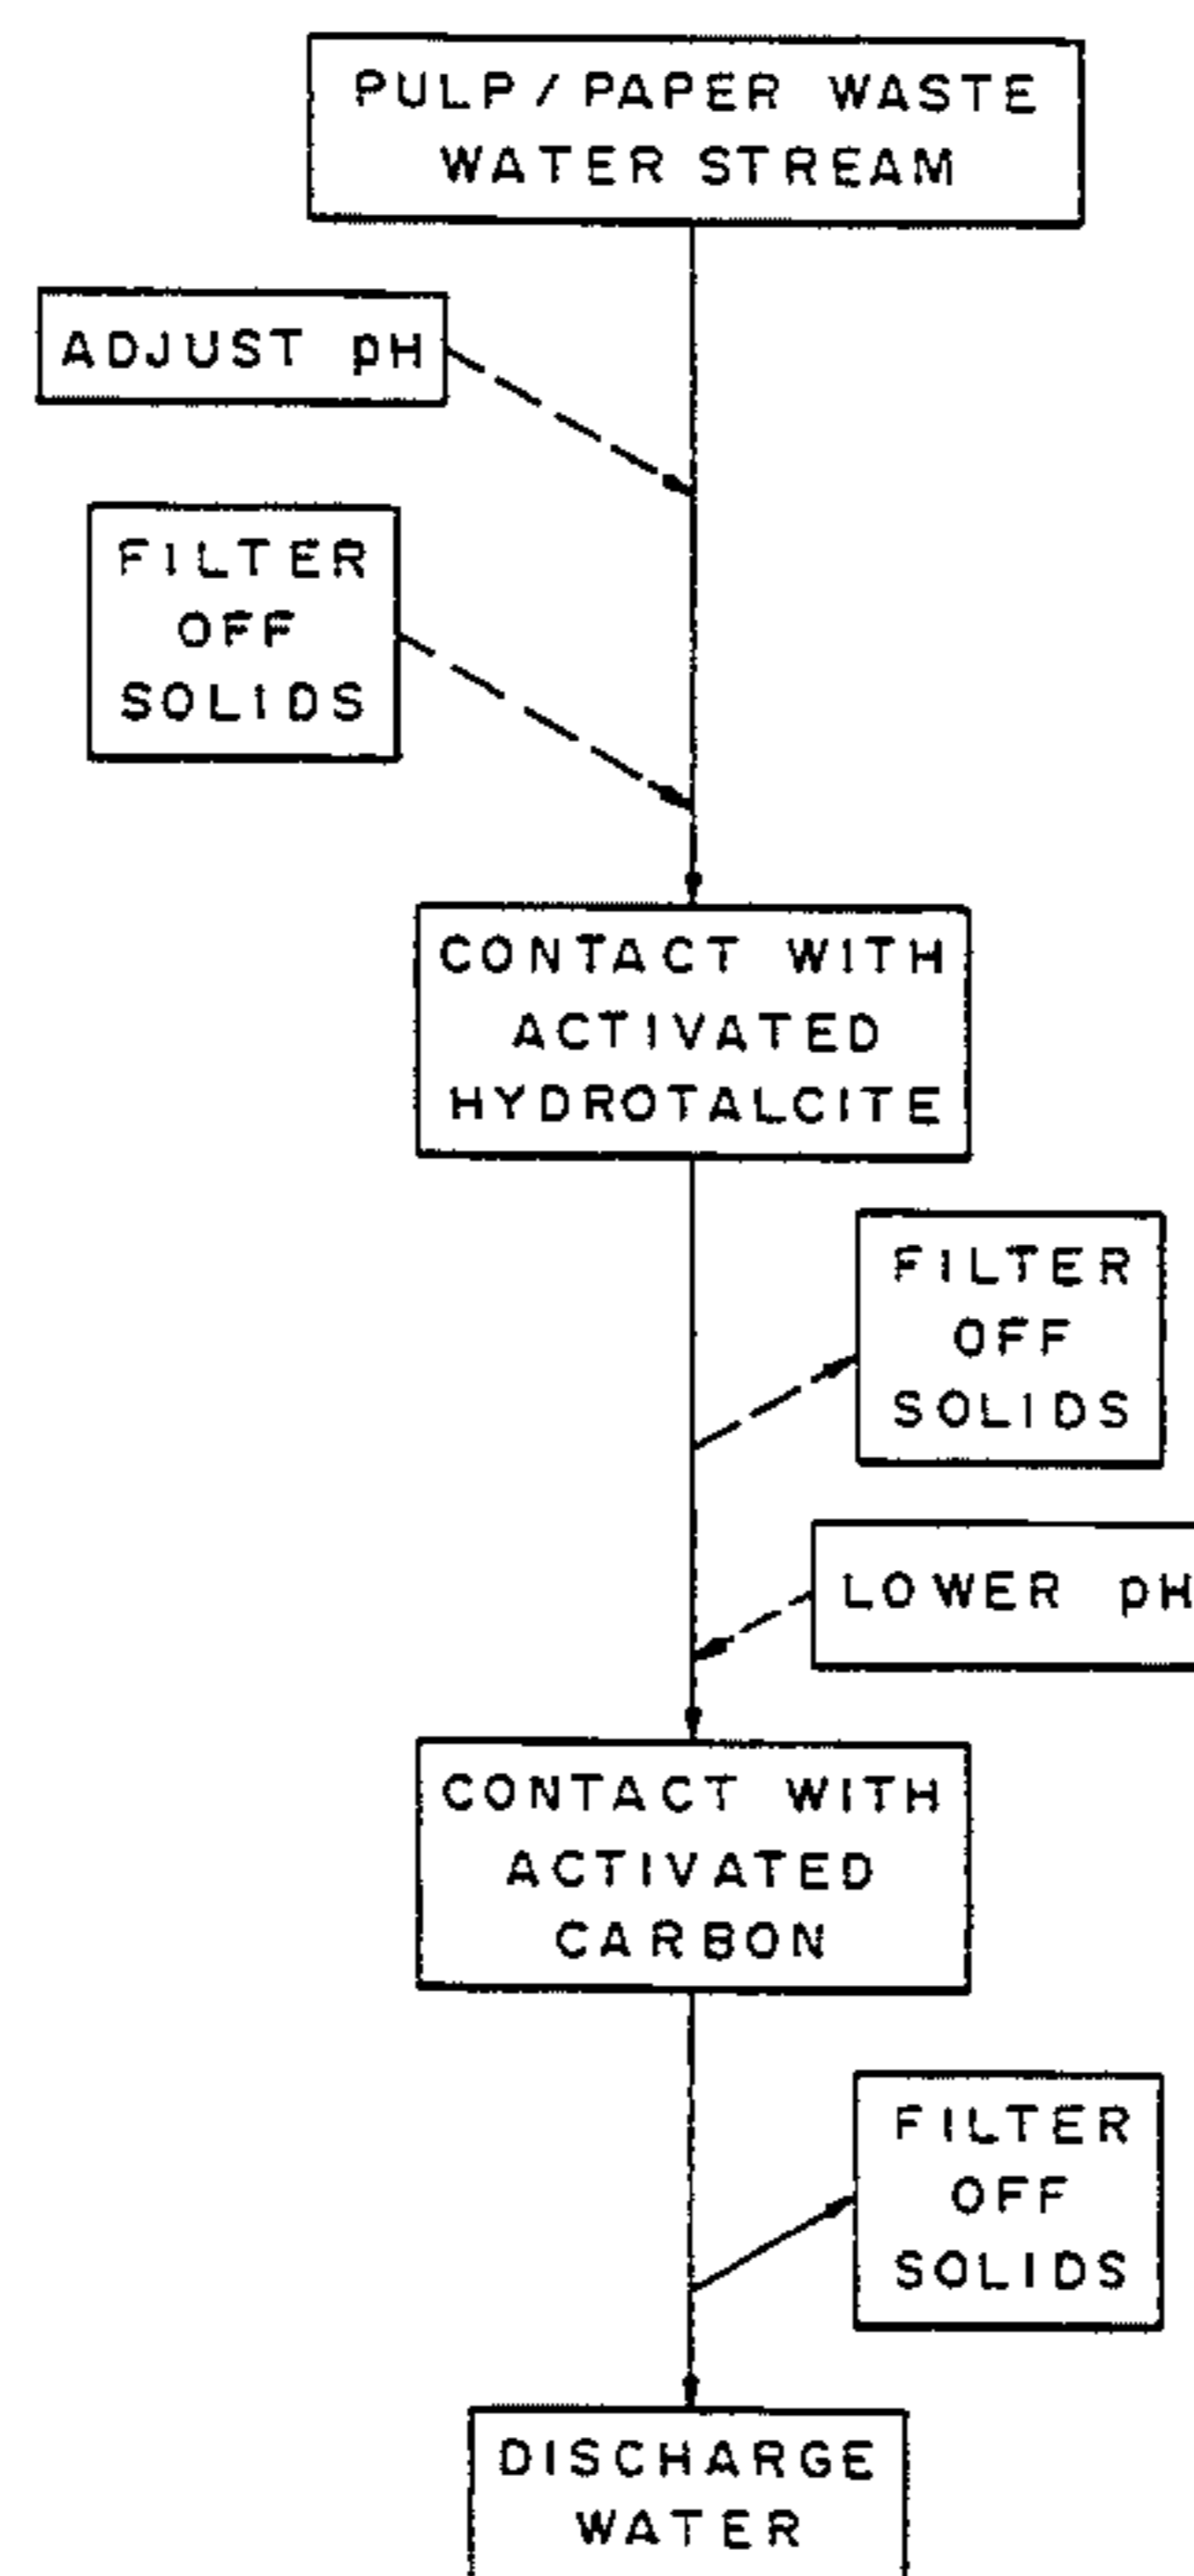 PULP/PAPER WASTE
WATER STREAM
ADJUST pH
FILTER
OFF
SOLIDS
CONTACT WITH
ACTIVATED
HYDROTALCITE
FILTER
OFF
SOLIDS
LOWER pH
CONTACT WITH
ACTIVATED
CARBON
FILTER
OFF
SOLIDS
DISCHARGE
WATER